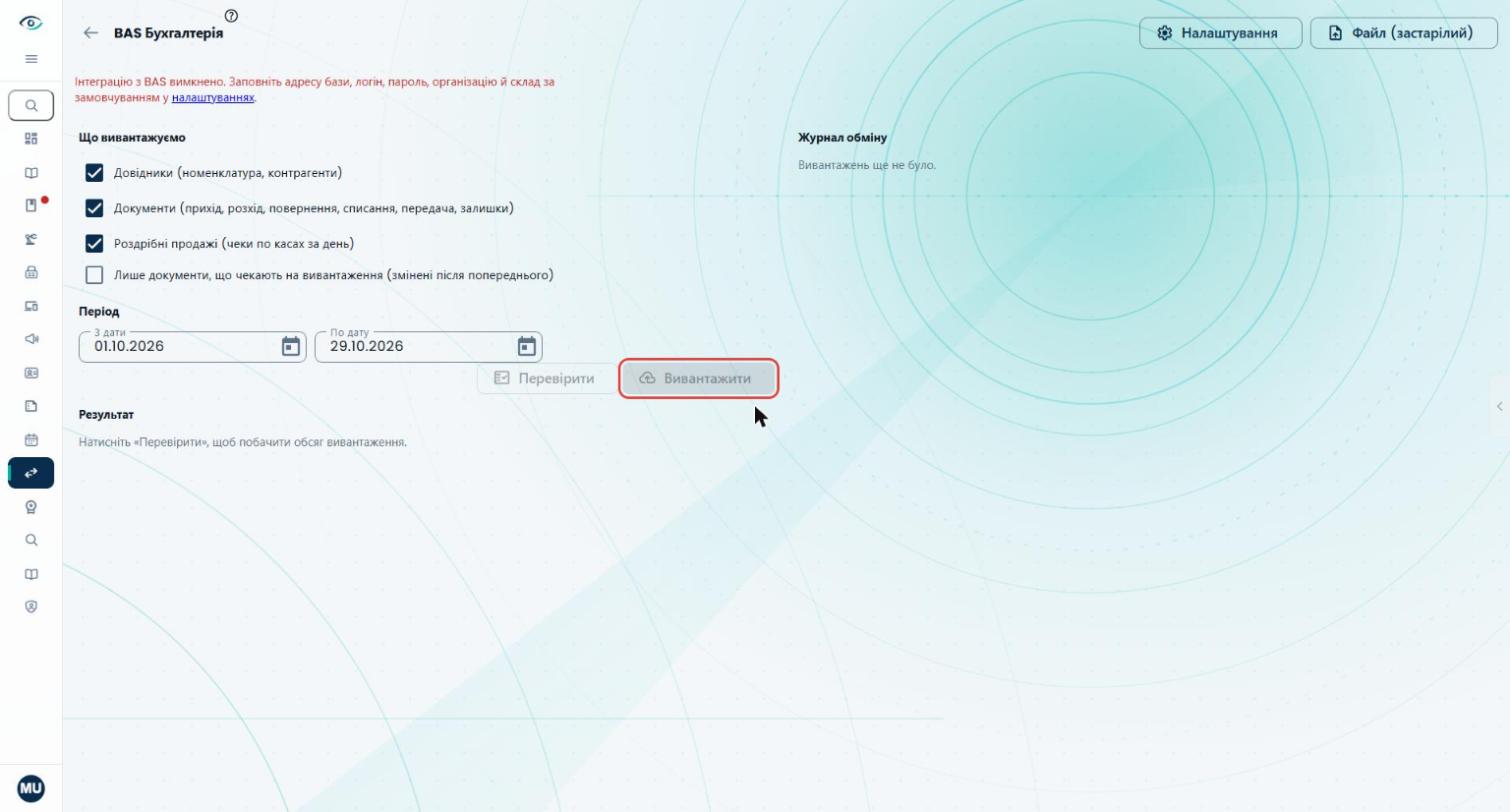 BAS Бухгалтерія
Налаштування
Файл (застарілий)
Інтеграцію з BAS вимкнено. Заповніть адресу бази, логін, пароль, організацію й склад за
замовчуванням у налаштуваннях.
Що вивантажуємо
Довідники (номенклатура, контрагенти)
Документи (прихід, розхід, повернення, списання, передача, залишки)
Роздрібні продажі (чеки по касах за день)
Лише документи, що чекають на вивантаження (змінені після попереднього)
Період
З дати
01.10.2026
По дату
29.10.2026
Перевірити
Вивантажити
Результат
Натисніть «Перевірити», щоб побачити обсяг вивантаження.
Журнал обміну
Вивантажень ще не було.
MU